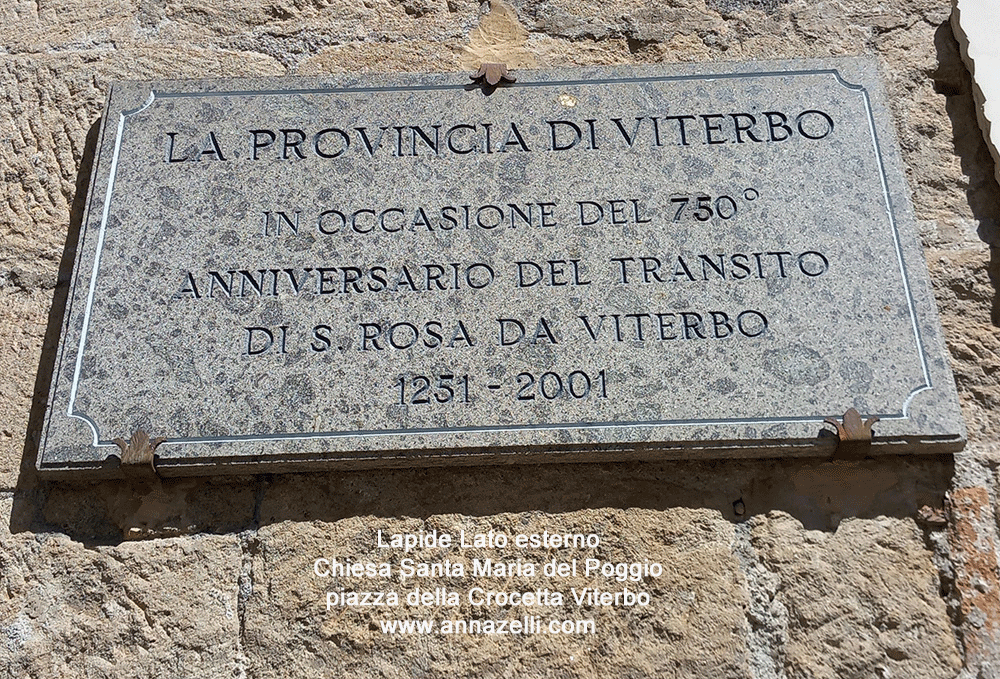 LA PROVINCIA DI VITERBO
IN OCCASIONE DEL 750°
ANNIVERSARIO DEL TRANSITO
DI S. ROSA DA VITERBO
1251-2001
Lapide Lato esterno
Chiesa Santa Maria del Poggio
piazza della Crocetta Viterbo
www.annazelli.com